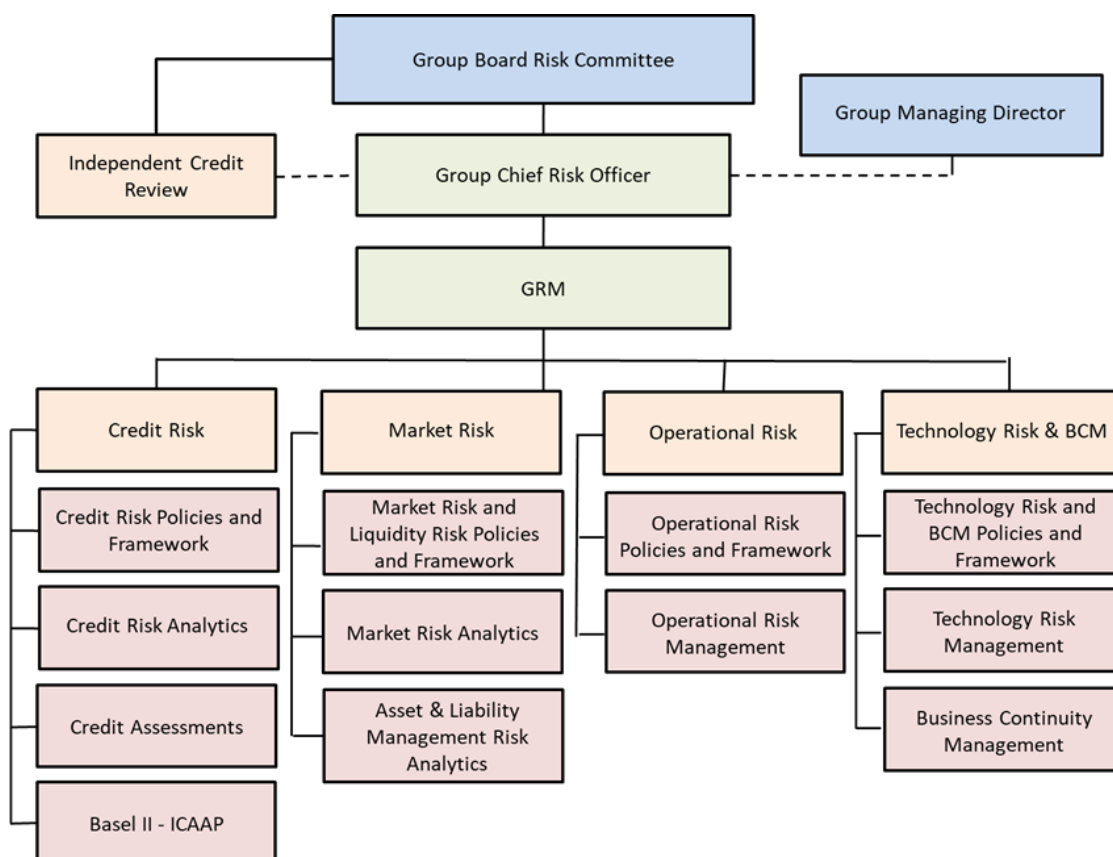 Group Board Risk Committee
Group Managing Director
Independent Credit
Review
Group Chief Risk Officer
GRM
Credit Risk
Market Risk
Operational Risk
Technology Risk & BCM
Credit Risk Policies and
Framework
Market Risk and
Liquidity Risk Policies
and Framework
Operational Risk
Policies and Framework
Technology Risk and
BCM Policies and
Framework
Credit Risk Analytics
Market Risk Analytics
Operational Risk
Management
Technology Risk
Management
Credit Assessments
Asset & Liability
Management Risk
Analytics
Business Continuity
Management
Basel II - ICAAP